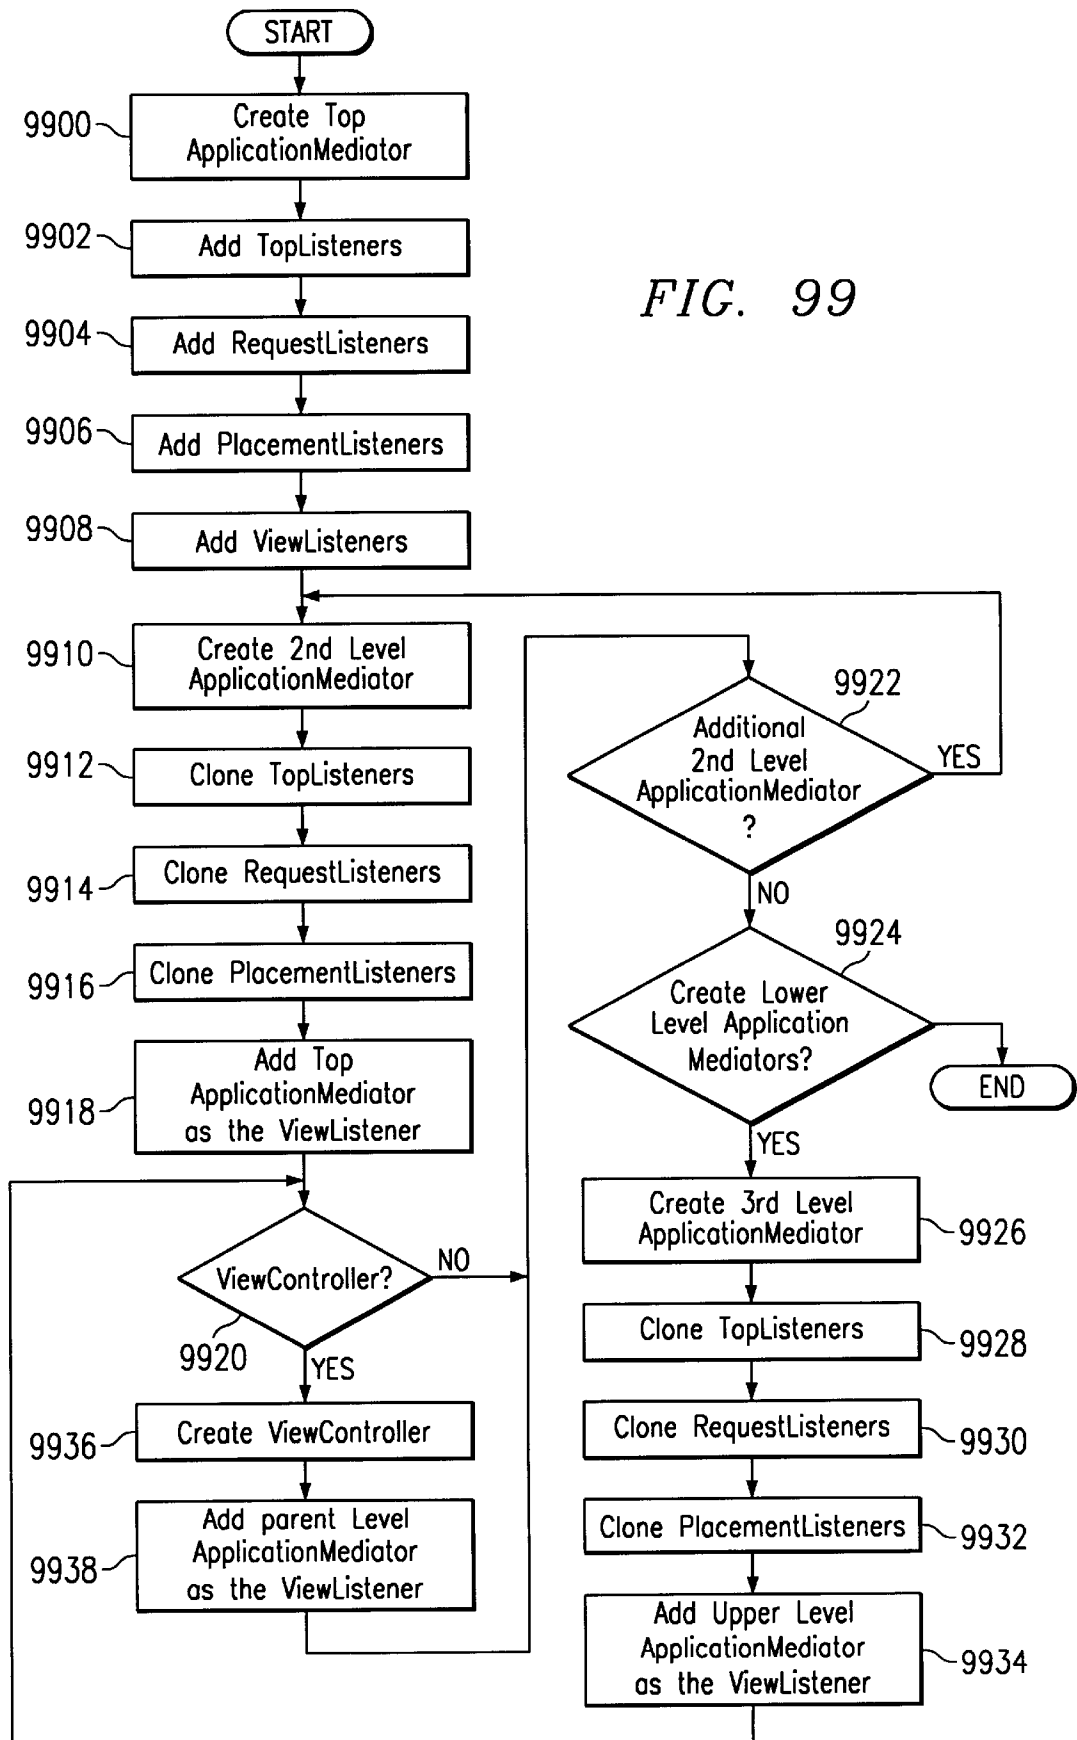 START
9900
Create Top
ApplicationMediator
9902
Add TopListeners
FIG. 99
9904
Add RequestListeners
9906
Add PlacementListeners
9908
Add ViewListeners
9910
Create 2nd Level
ApplicationMediator
9912
Clone TopListeners
9914
Clone RequestListeners
9916
Clone PlacementListeners
9918
Add Top
ApplicationMediator
as the ViewListener
ViewController?
NO
9920
YES
9936
Create ViewController
9938
Add parent Level
ApplicationMediator
as the ViewListener
9922
Additional
2nd Level
ApplicationMediator
?
YES
NO
9924
Create Lower
Level Application
Mediators?
END
YES
Create 3rd Level
ApplicationMediator
9926
Clone TopListeners
9928
Clone RequestListeners
9930
Clone PlacementListeners
9932
Add Upper Level
ApplicationMediator
as the ViewListener
9934